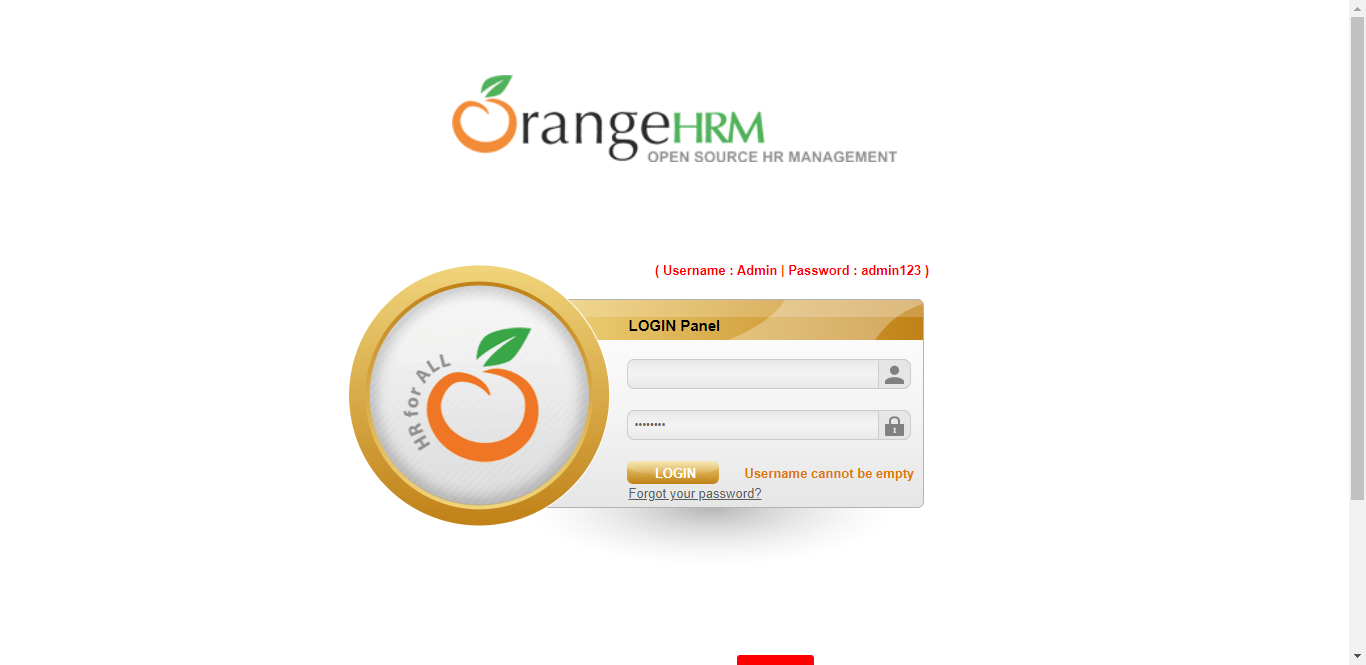 OrangeHRM
OPEN SOURCE HR MANAGEMENT
( Username : Admin | Password : admin123 )
HR for ALL
LOGIN Panel
••••••••
LOGIN
Username cannot be empty
Forgot your password?